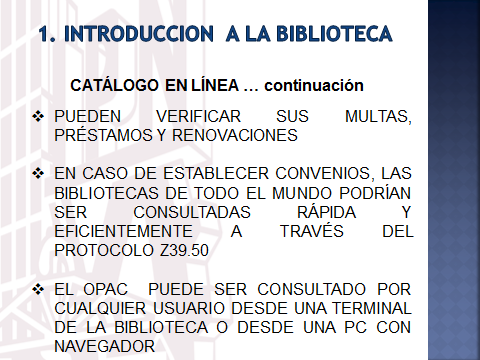 1. INTRODUCCION A LA BIBLIOTECA
CATÁLOGO EN LÍNEA … continuación
❖ PUEDEN VERIFICAR SUS MULTAS,
PRÉSTAMOS Y RENOVACIONES
❖ EN CASO DE ESTABLECER CONVENIOS, LAS
BIBLIOTECAS DE TODO EL MUNDO PODRÍAN
SER CONSULTADAS RÁPIDA Y
EFICIENTEMENTE A TRAVÉS DEL
PROTOCOLO Z39.50
❖ EL OPAC PUEDE SER CONSULTADO POR
CUALQUIER USUARIO DESDE UNA TERMINAL
DE LA BIBLIOTECA O DESDE UNA PC CON
NAVEGADOR